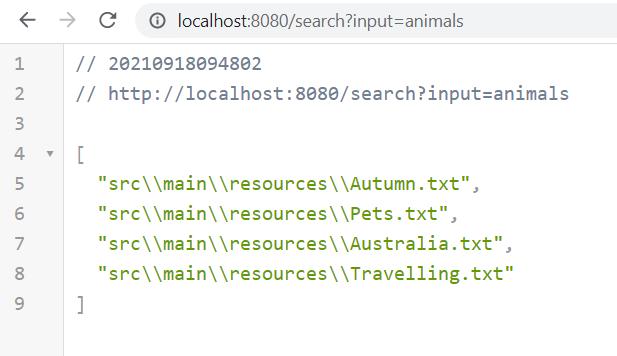 localhost:8080/search?input=animals
1 // 20210918094802
2 // http://localhost:8080/search?input=animals
3
4 [
5 "src\\main\\resources\\Autumn.txt",
6 "src\\main\\resources\\Pets.txt",
7 "src\\main\\resources\\Australia.txt",
8 "src\\main\\resources\\Travelling.txt"
9 ]